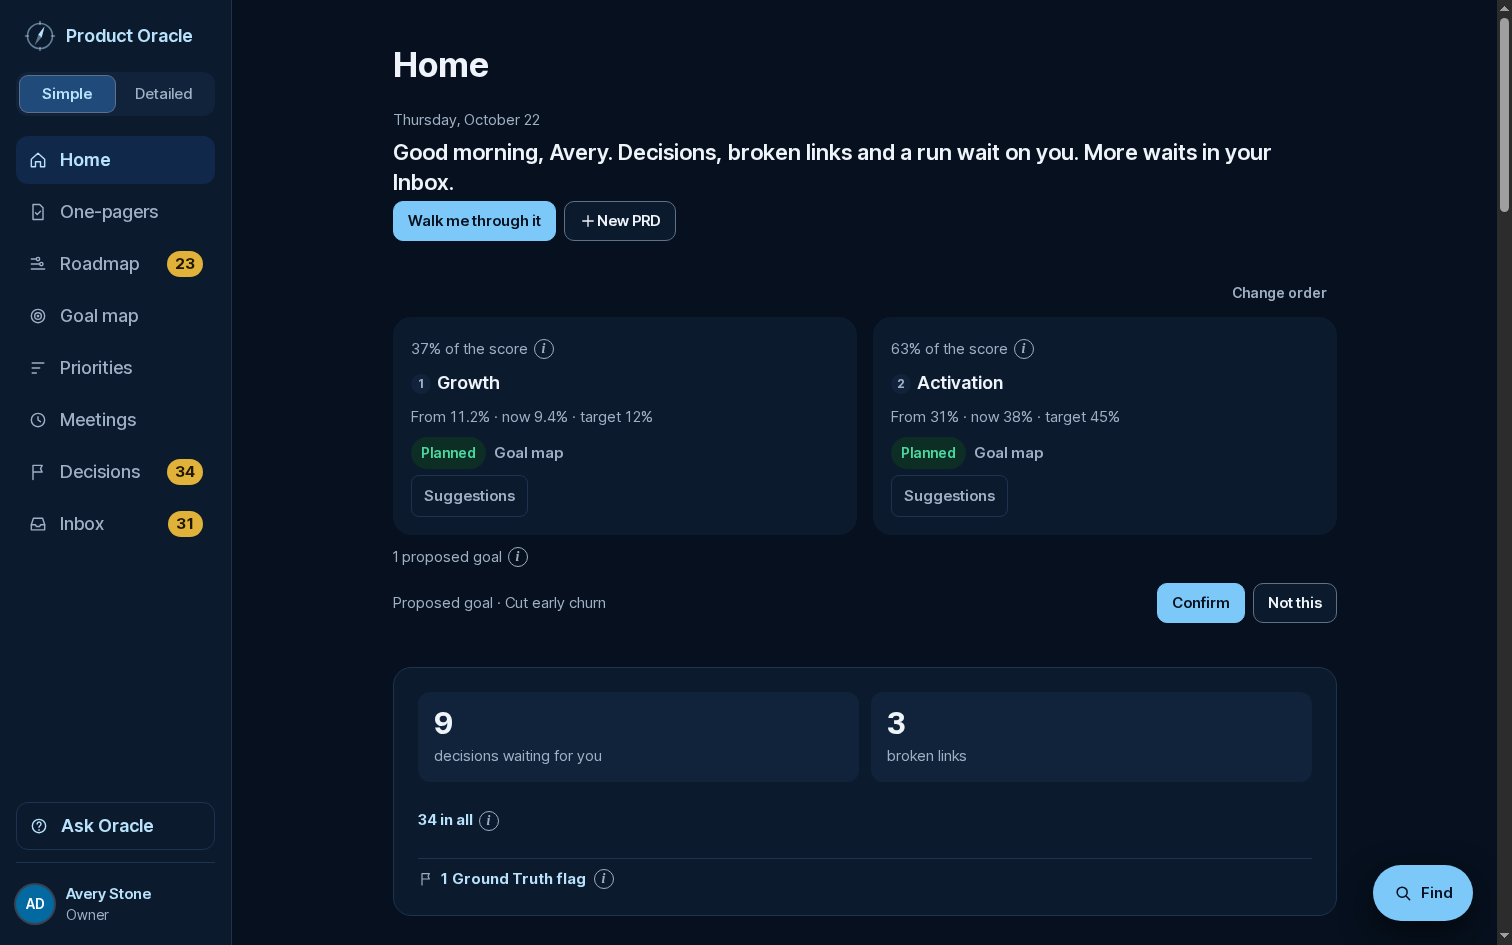 Product Oracle
Simple
Detailed
Home
One-pagers
Roadmap 23
Goal map
Priorities
Meetings
Decisions 34
Inbox 31
Ask Oracle
AD
Avery Stone
Owner
Home
Thursday, October 22
Good morning, Avery. Decisions, broken links and a run wait on you. More waits in your
Inbox.
Walk me through it
+ New PRD
Change order
37% of the score i
1 Growth
From 11.2% · now 9.4% · target 12%
Planned Goal map
Suggestions
63% of the score i
2 Activation
From 31% · now 38% · target 45%
Planned Goal map
Suggestions
1 proposed goal i
Proposed goal · Cut early churn
Confirm
Not this
9
decisions waiting for you
3
broken links
34 in all i
1 Ground Truth flag i
Find